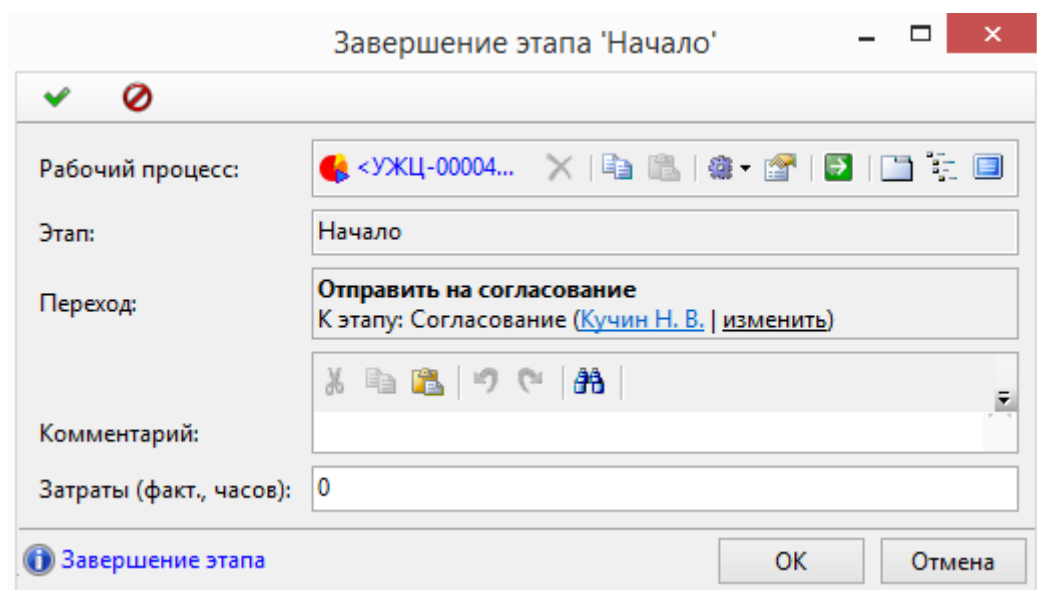 Завершение этапа 'Начало'
Рабочий процесс: <УЖЦ-00004...
Этап: Начало
Переход: Отправить на согласование
К этапу: Согласование (Кучин Н. В. | изменить)
Комментарий:
Затраты (факт., часов): 0
Завершение этапа ОК Отмена